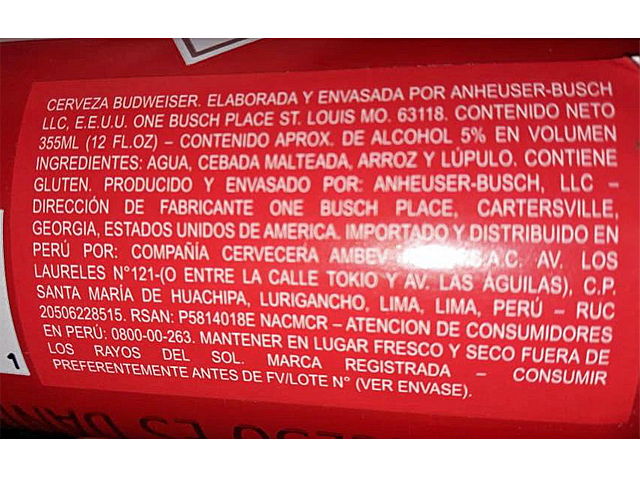 CERVEZA BUDWEISER. ELABORADA Y ENVASADA POR ANHEUSER-BUSCH
LLC, E.E.U.U. ONE BUSCH PLACE ST. LOUIS MO. 63118. CONTENIDO NETO
355ML (12 FL.OZ) – CONTENIDO APROX. DE ALCOHOL 5% EN VOLUMEN
INGREDIENTES: AGUA, CEBADA MALTEADA, ARROZ Y LÚPULO. CONTIENE
GLUTEN. PRODUCIDO Y ENVASADO POR: ANHEUSER-BUSCH, LLC –
DIRECCIÓN DE FABRICANTE ONE BUSCH PLACE, CARTERSVILLE,
GEORGIA, ESTADOS UNIDOS DE AMERICA. IMPORTADO Y DISTRIBUIDO EN
PERÚ POR: COMPAÑÍA CERVECERA AMBEV S.A.C. AV. LOS
LAURELES N°121-(O ENTRE LA CALLE TOKIO Y AV. LAS ÁGUILAS), C.P.
SANTA MARÍA DE HUACHIPA, LURIGANCHO, LIMA, LIMA, PERÚ – RUC
20506228515. RSAN: P5814018E NACMCR – ATENCION DE CONSUMIDORES
EN PERÚ: 0800-00-263. MANTENER EN LUGAR FRESCO Y SECO FUERA DE
LOS RAYOS DEL SOL. MARCA REGISTRADA – CONSUMIR
PREFERENTEMENTE ANTES DE FV/LOTE N° (VER ENVASE).
1